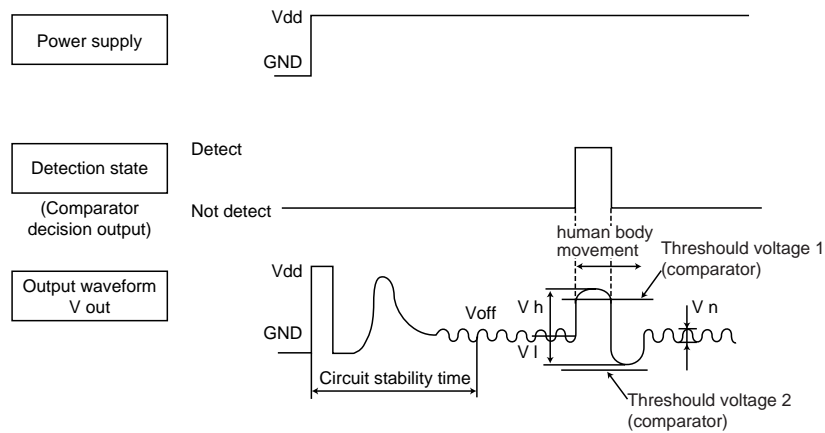 Power supply
Vdd
GND
Detection state
(Comparator
decision output)
Detect
Not detect
human body
movement
Threshould voltage 1
(comparator)
Output waveform
V out
Vdd
GND
Voff
V h
V l
V n
Circuit stability time
Threshould voltage 2
(comparator)